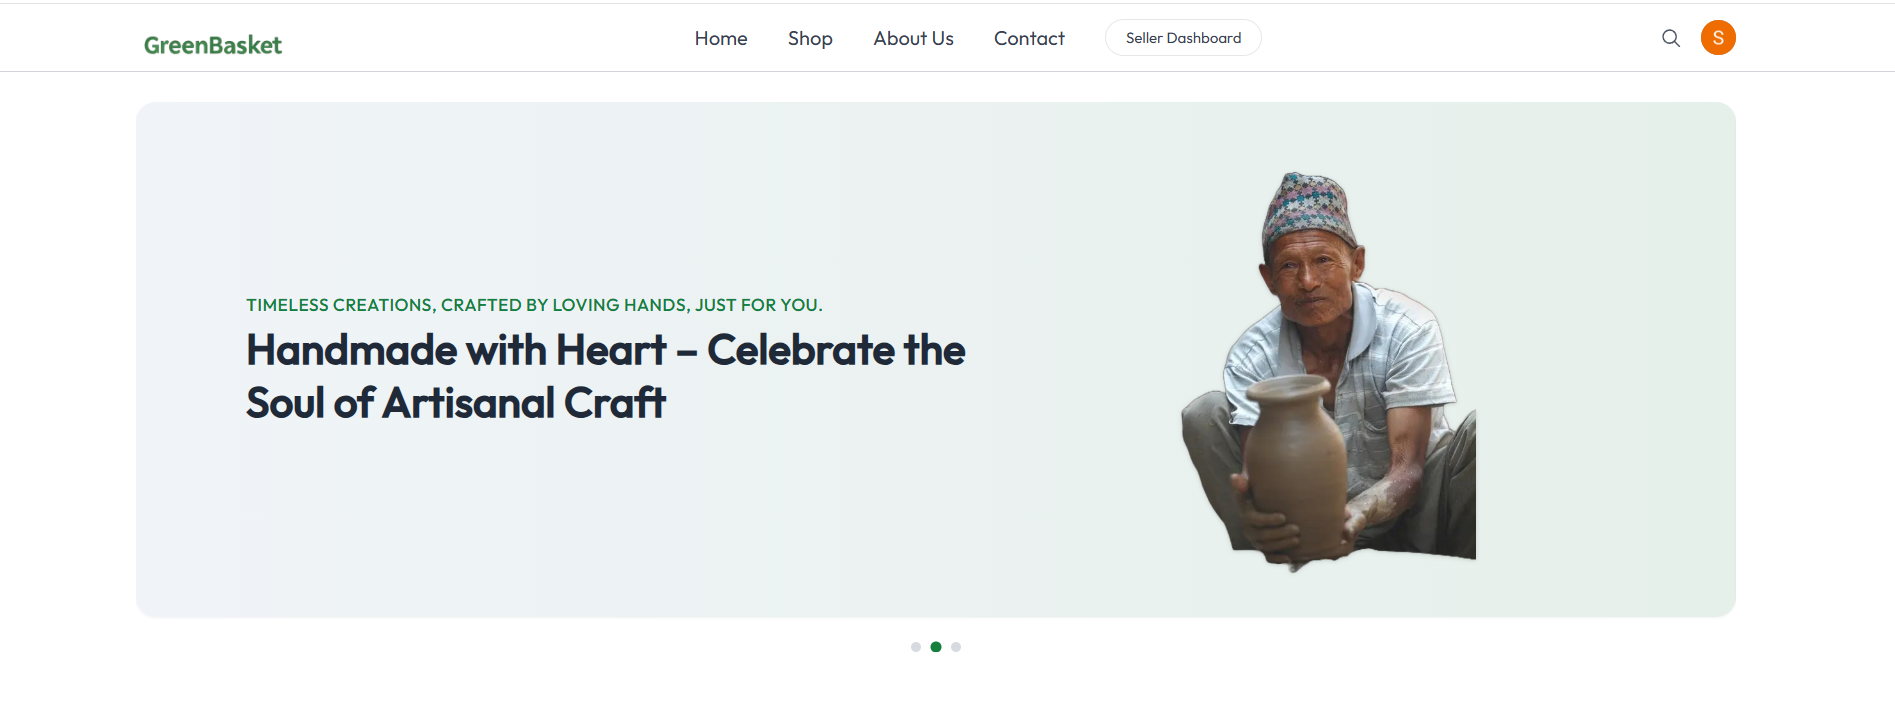 GreenBasket
Home
Shop
About Us
Contact
Seller Dashboard
S
TIMELESS CREATIONS, CRAFTED BY LOVING HANDS, JUST FOR YOU.
Handmade with Heart – Celebrate the
Soul of Artisanal Craft